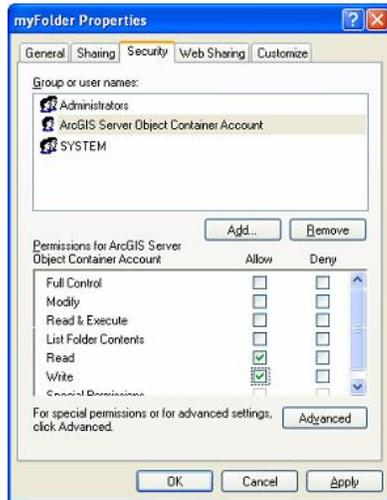 myFolder Properties
General Sharing Security Web Sharing Customize
Group or user names:
Administrators
ArcGIS Server Object Container Account
SYSTEM
Add... Remove
Permissions for ArcGIS Server
Object Container Account Allow Deny
Full Control
Modify
Read & Execute
List Folder Contents
Read
Write
Special Permissions
For special permissions or for advanced settings,
click Advanced. Advanced
OK Cancel Apply